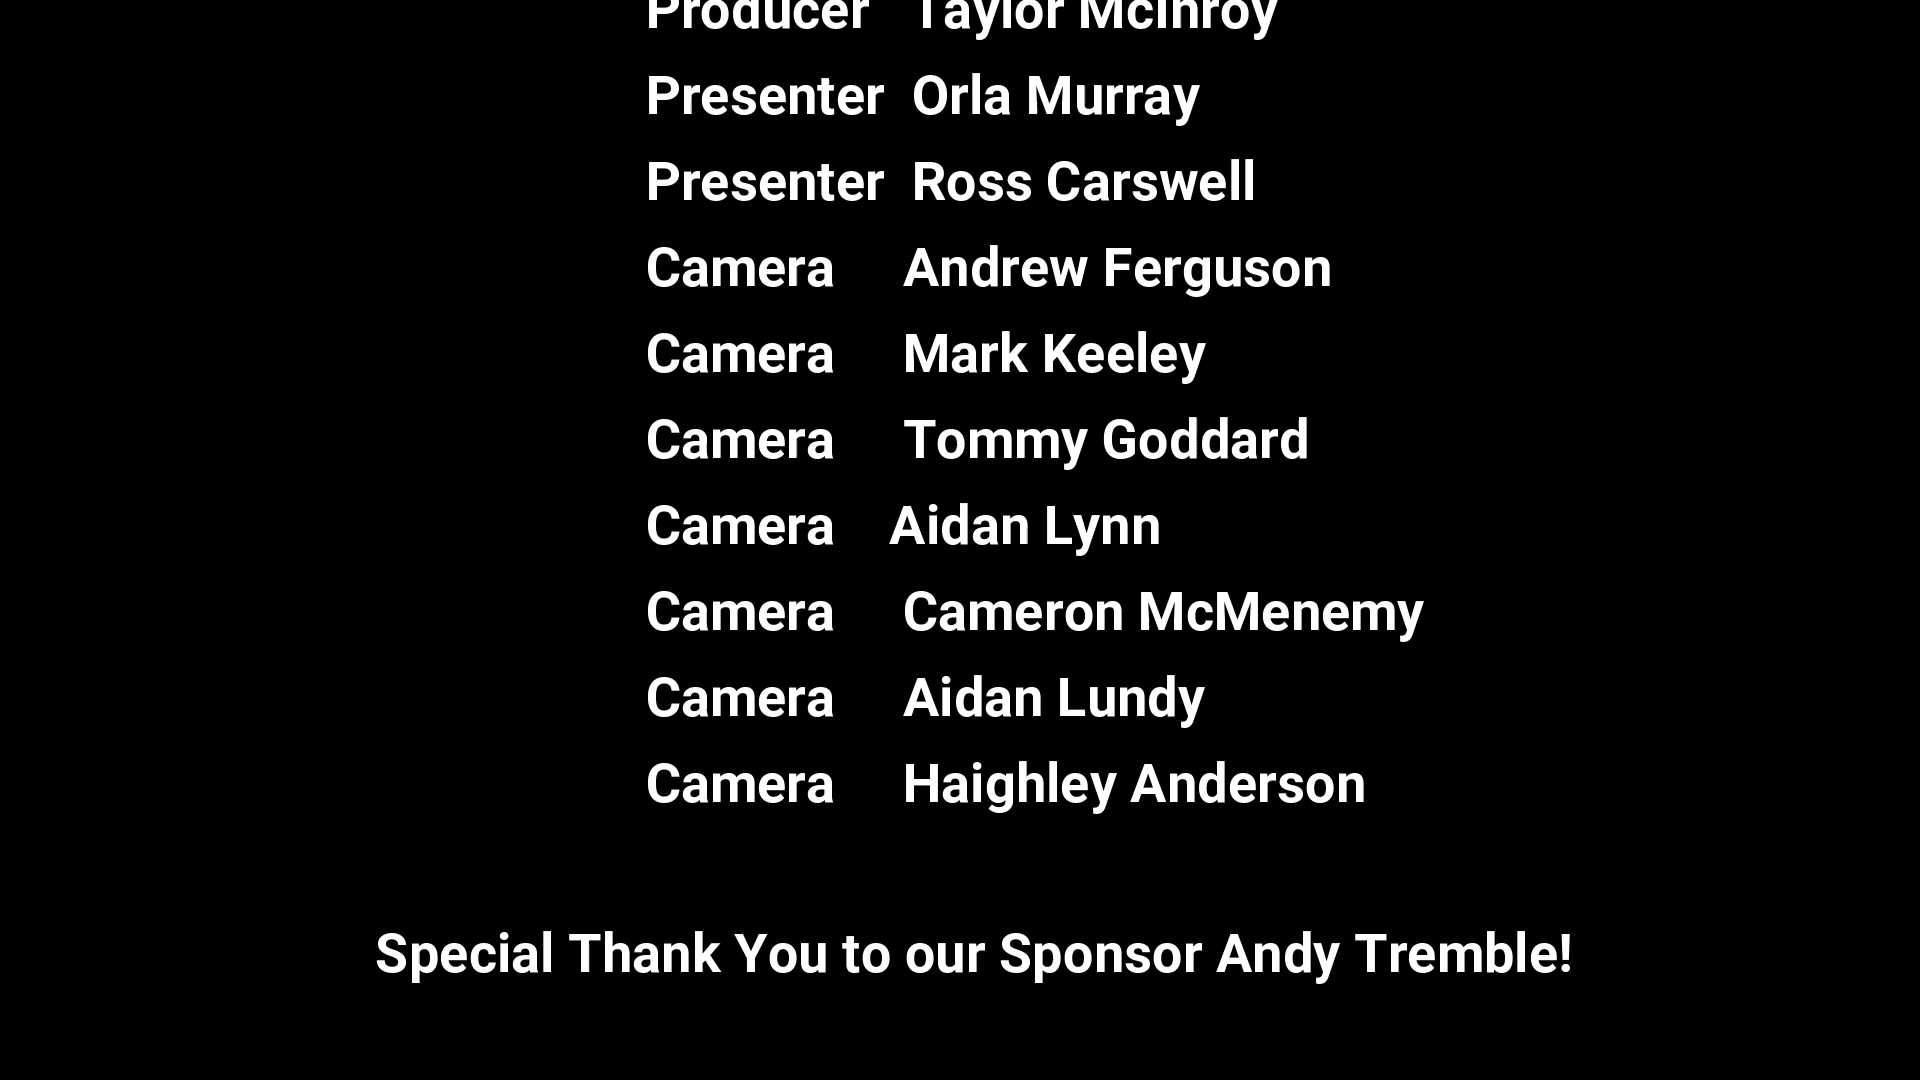 Producer Taylor McInroy
Presenter Orla Murray
Presenter Ross Carswell
Camera Andrew Ferguson
Camera Mark Keeley
Camera Tommy Goddard
Camera Aidan Lynn
Camera Cameron McMenemy
Camera Aidan Lundy
Camera Haighley Anderson
Special Thank You to our Sponsor Andy Tremble!